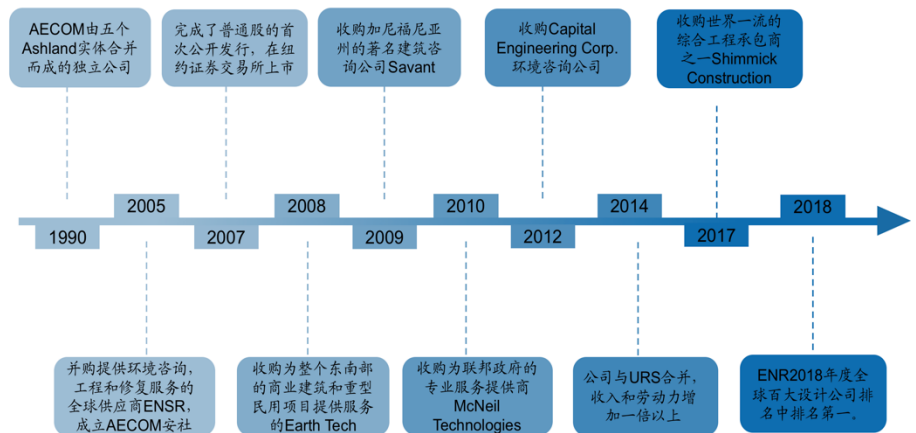 AECOM由五个
Ashland实体合并
而成的独立公司
完成了普通股的首
次公开发行，在纽
约证券交易所上市
收购加尼福尼亚
州的著名建筑咨
询公司Savant
收购Capital
Engineering Corp.
环境咨询公司
收购世界一流的
综合工程承包商
之一Shimmick
Construction
2005
2008
2010
2014
2018
1990
2007
2009
2012
2017
并购提供环境咨询，
工程和修复服务的
全球供应商ENSR，
成立AECOM安社
收购为整个东南部
的商业建筑和重型
民用项目提供服务
的Earth Tech
收购为联邦政府的
专业服务提供商
McNeil
Technologies
公司与URS合并，
收入和劳动力增
加一倍以上
ENR2018年度全
球百大设计公司排
名中排名第一。